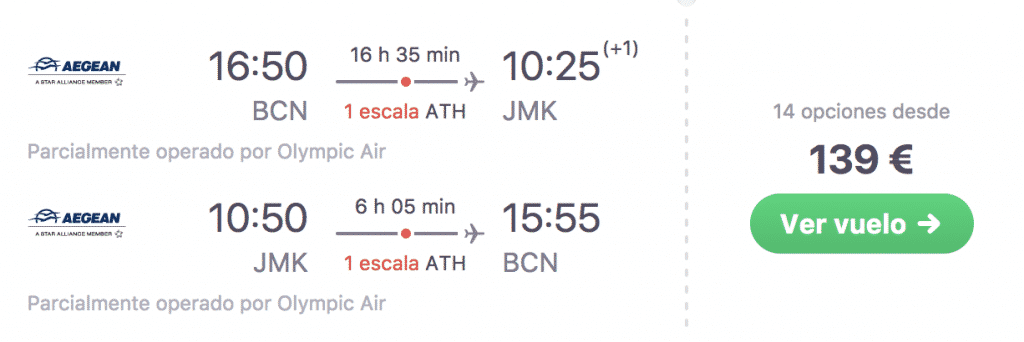 AEGEAN
A STAR ALLIANCE MEMBER
16:50
BCN
16 h 35 min
1 escala ATH
10:25(+1)
JMK
Parcialmente operado por Olympic Air
AEGEAN
A STAR ALLIANCE MEMBER
10:50
JMK
6 h 05 min
1 escala ATH
15:55
BCN
Parcialmente operado por Olympic Air
14 opciones desde
139 €
Ver vuelo →